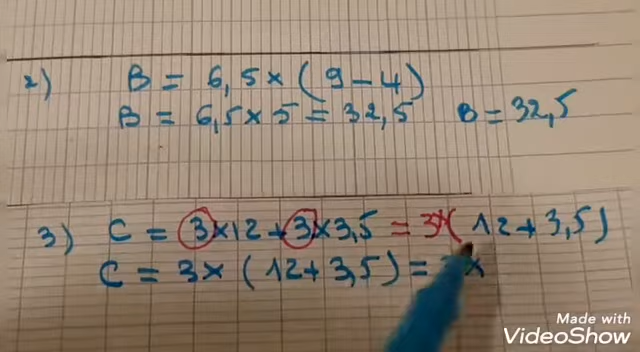 2) B = 6,5 × (9 - 4)
B = 6,5 × 5 = 32,5 B = 32,5
3) C = 3 × 12 + 3 × 3,5 = 3 × (12 + 3,5)
C = 3 × (12 + 3,5) = 3 ×
Made with
VideoShow